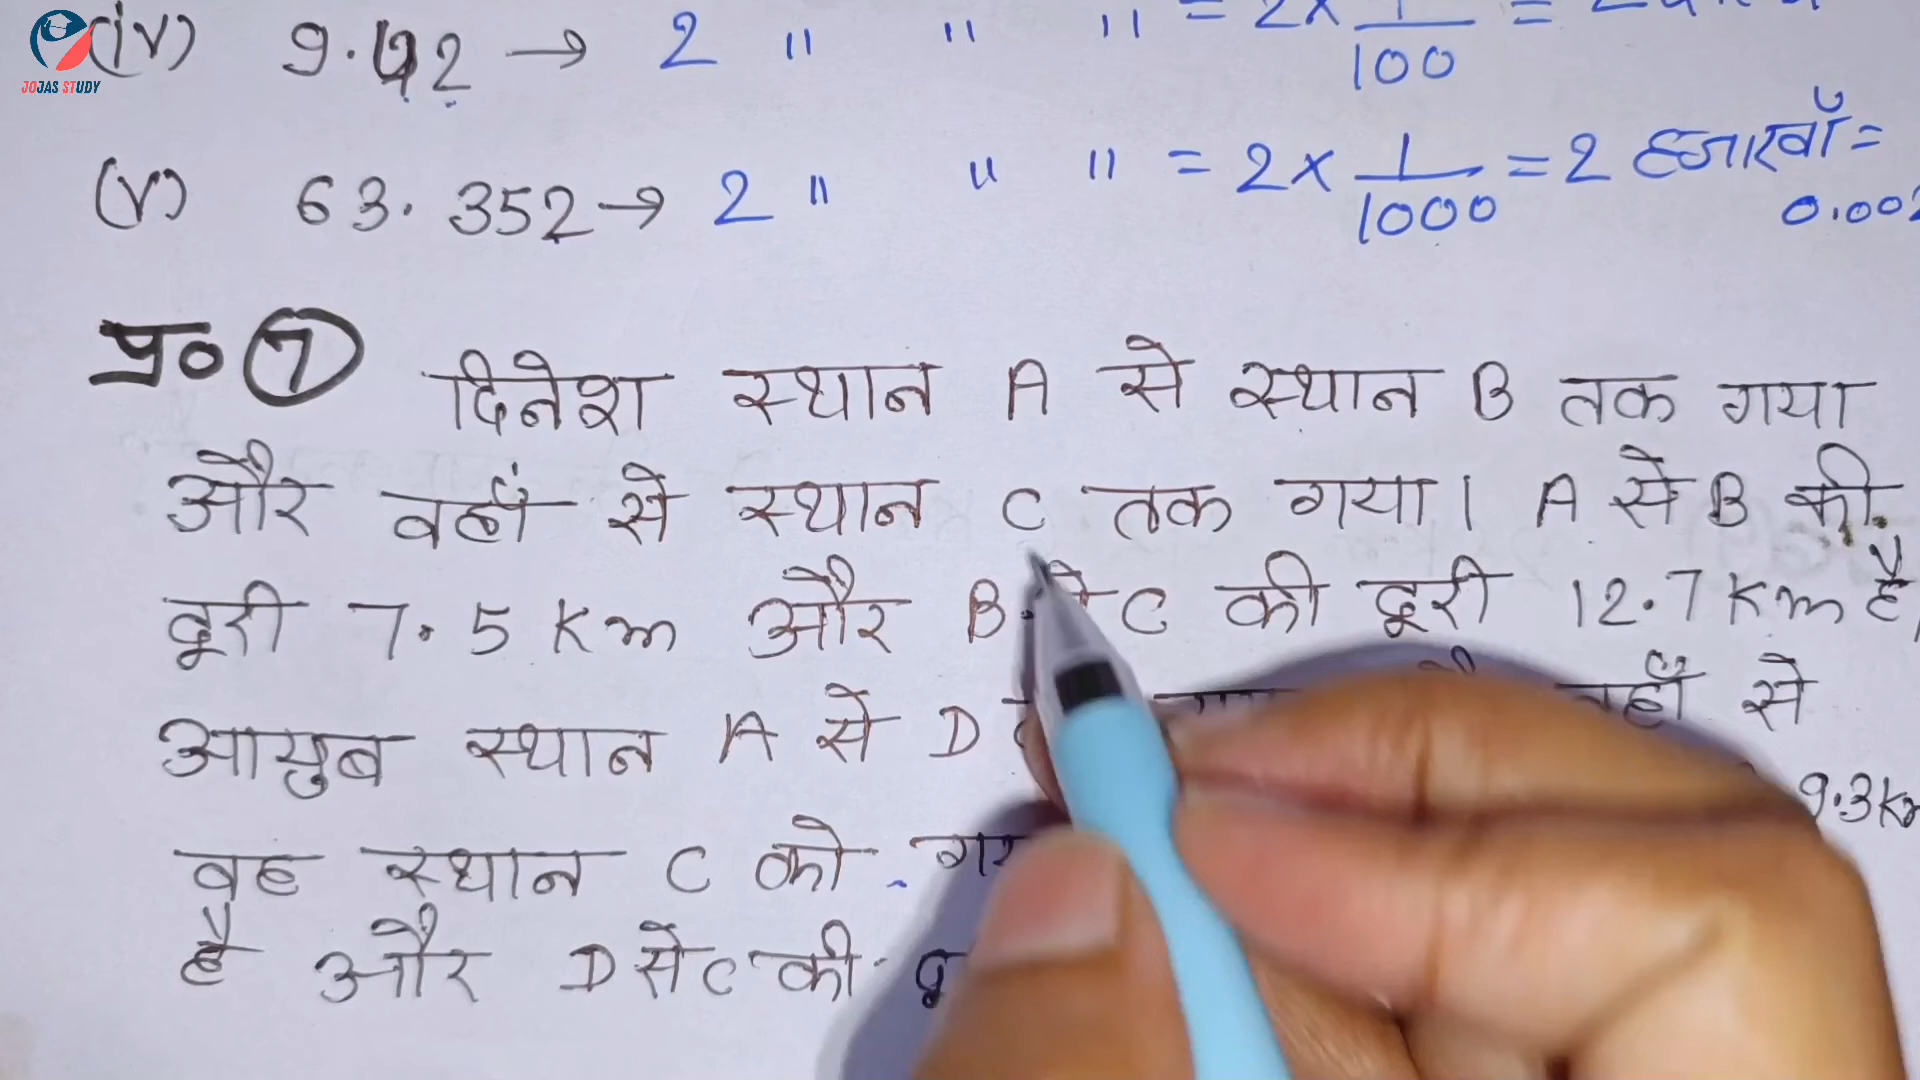 JOJAS STUDY
(iv) 9.42 → 2 " " " = 2 × 1/100 =
(v) 63.352 → 2 " " " = 2 × 1/1000 = 2 हजारवाँ =
0.002
प्र० 7 दिनेश स्थान A से स्थान B तक गया
और वहाँ से स्थान C तक गया। A से B की
दूरी 7.5 Km और B से C की दूरी 12.7 Km है,
आयुब स्थान A से D वहाँ से
वह स्थान C को 9.3 Km
है और D से C की